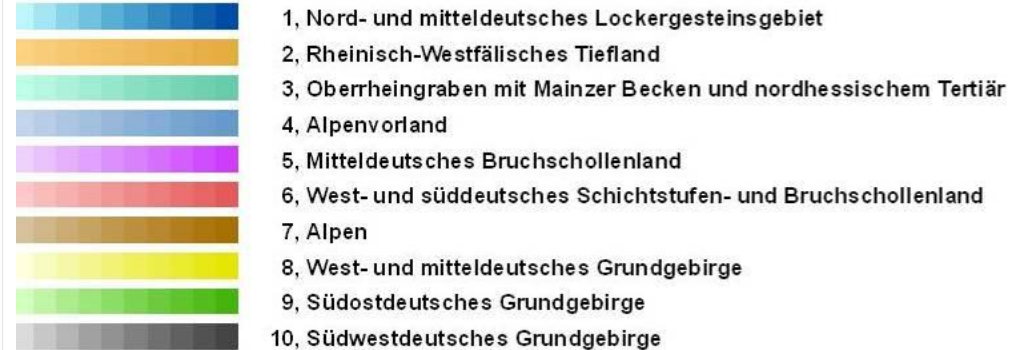 1, Nord- und mitteldeutsches Lockergesteinsgebiet
2, Rheinisch-Westfälisches Tiefland
3, Oberrheingraben mit Mainzer Becken und nordhessischem Tertiär
4, Alpenvorland
5, Mitteldeutsches Bruchschollenland
6, West- und süddeutsches Schichtstufen- und Bruchschollenland
7, Alpen
8, West- und mitteldeutsches Grundgebirge
9, Südostdeutsches Grundgebirge
10, Südwestdeutsches Grundgebirge